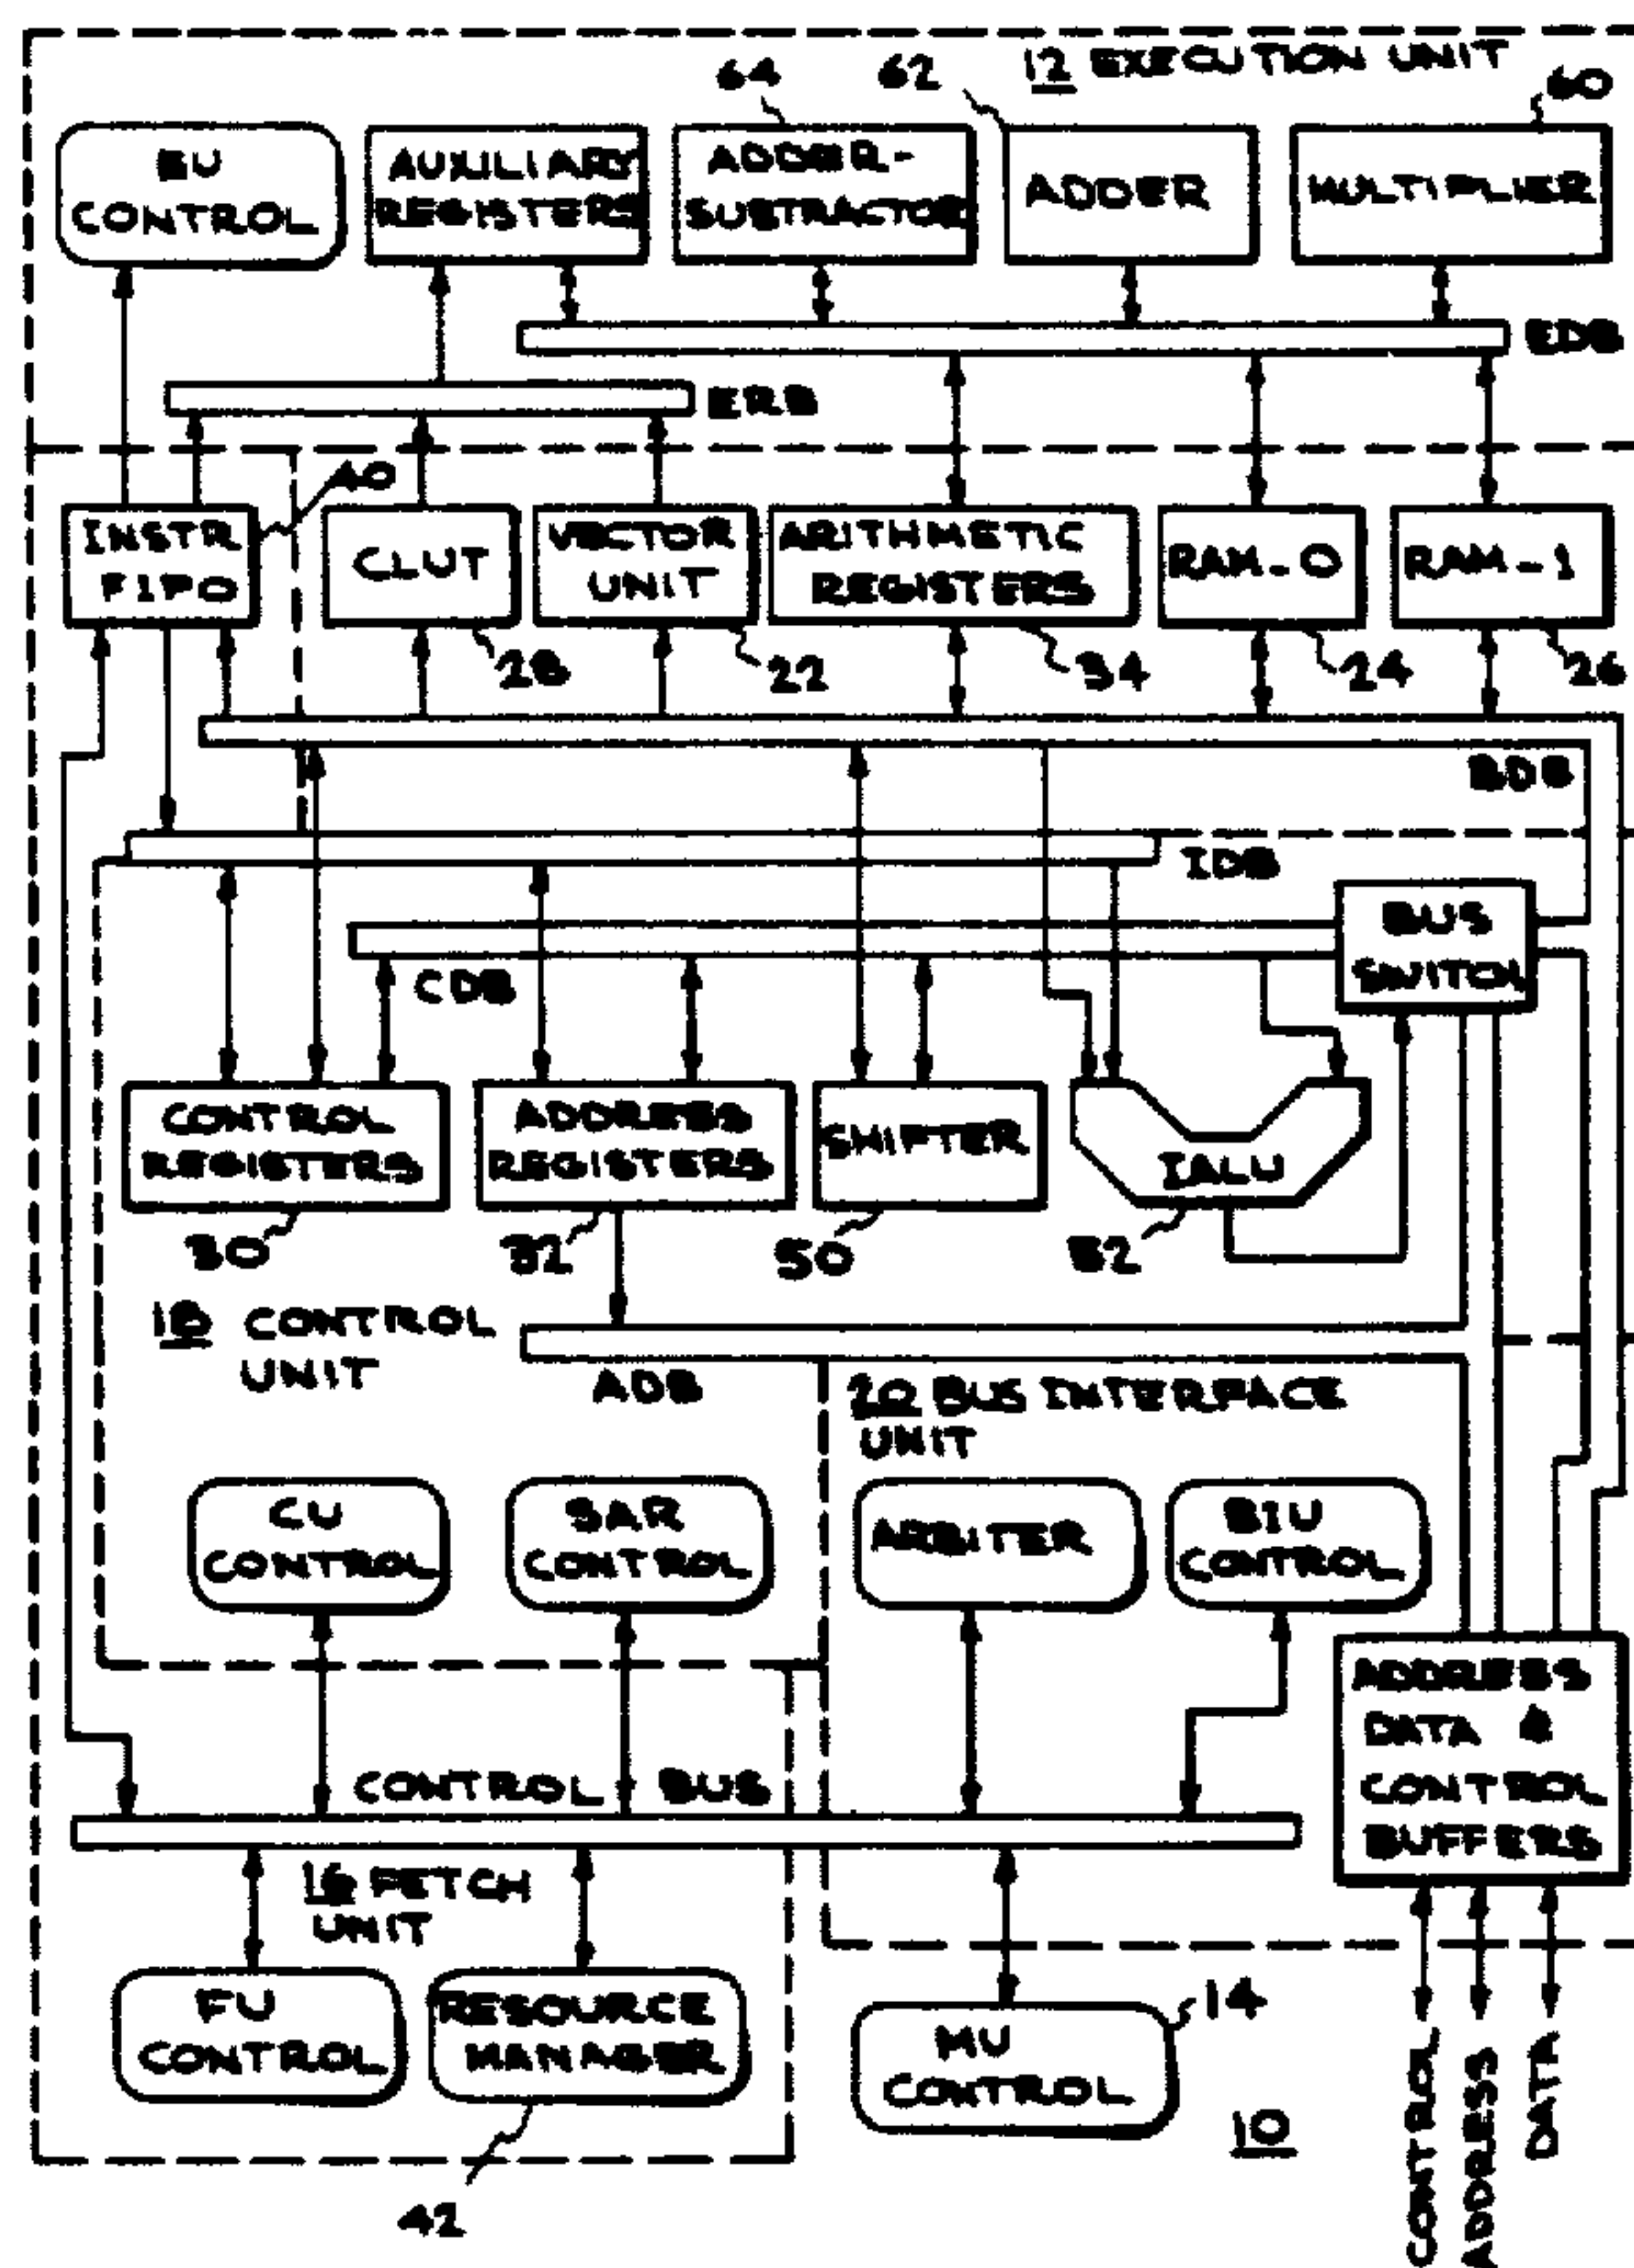 12 EXECUTION UNIT
64
62
60
EU
CONTROL
AUXILIARY
REGISTERS
ADDER-
SUBTRACTOR
ADDER
MULTIPLIER
EDB
ERB
40
INSTR
FIFO
CLUT
VECTOR
UNIT
ARITHMETIC
REGISTERS
RAM-0
RAM-1
28
22
34
24
26
BDB
IDB
BUS
SWITCH
CDB
CONTROL
REGISTERS
ADDRESS
REGISTERS
SHIFTER
IALU
30
32
50
52
18 CONTROL
UNIT
ADB
20 BUS INTERFACE
UNIT
CU
CONTROL
SAR
CONTROL
ARBITER
BIU
CONTROL
ADDRESS
DATA &
CONTROL
BUFFERS
CONTROL BUS
16 FETCH
UNIT
FU
CONTROL
RESOURCE
MANAGER
14
MU
CONTROL
10
42
CONTROL
ADDRESS
DATA